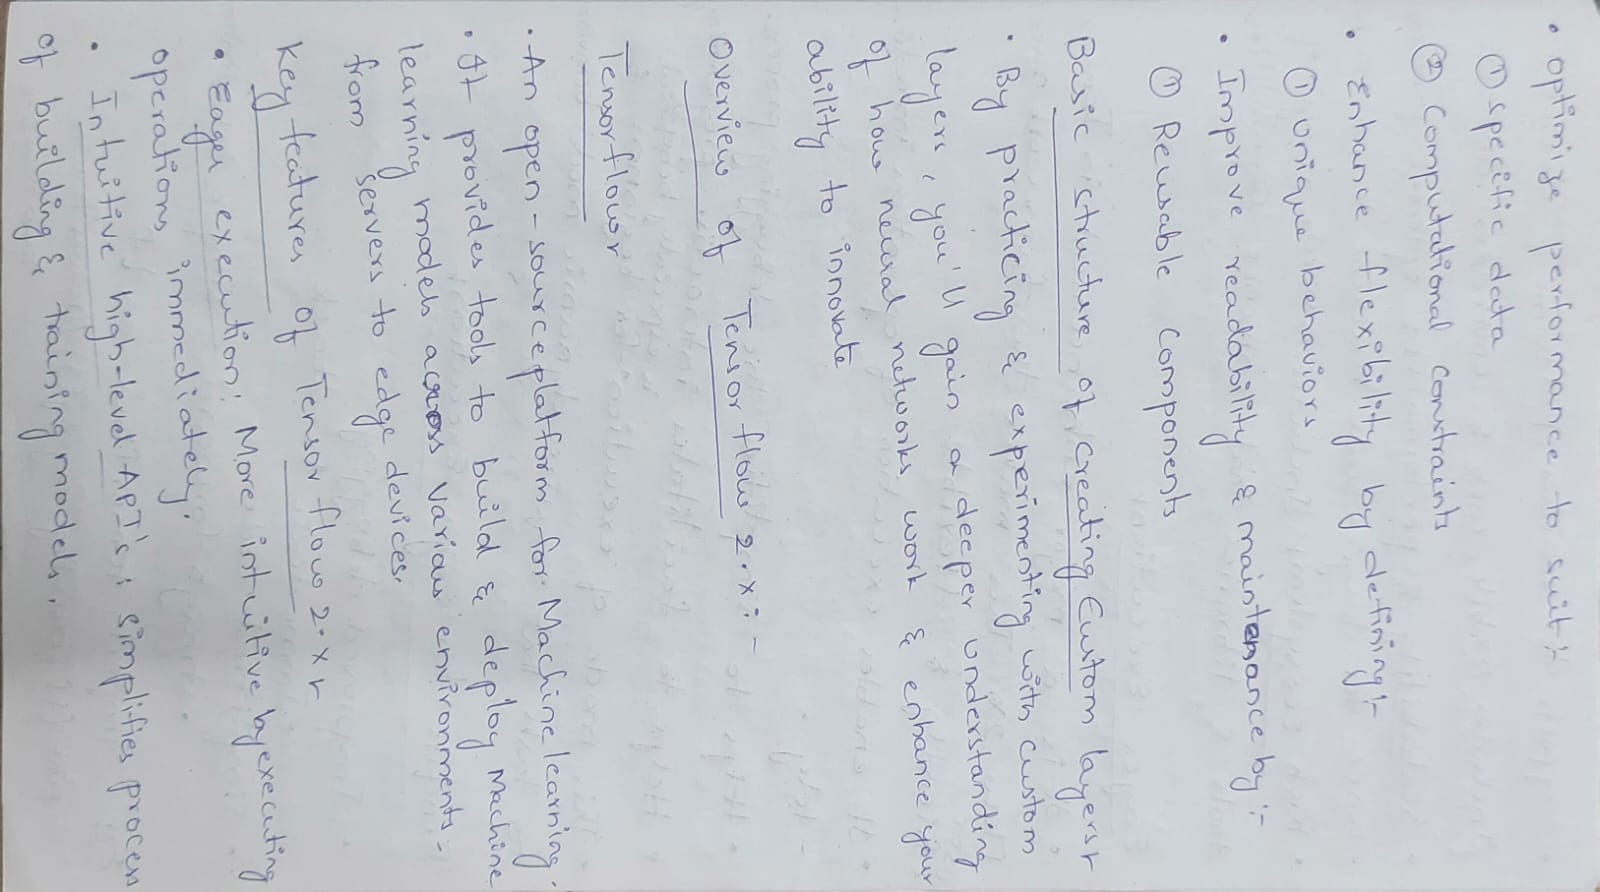 • optimize performance to suit :-
① specific data
② Computational constraints
• Enhance flexibility by defining :-
① unique behaviors
• Improve readability & maintenance by :-
① Reusable components
Basic structure of creating Custom layers :-
• By practicing & experimenting with custom
layers, you'll gain a deeper understanding
of how neural networks work & enhance your
ability to innovate
Overview of Tensor flow 2.x : -
Tensorflow :-
• An open-source platform for Machine learning.
• It provides tools to build & deploy Machine
learning models across various environments -
from servers to edge devices.
Key features of Tensor flow 2.x :-
• Eager execution: More intuitive by executing
operations immediately.
• Intuitive high-level API's : simplifies process
of building & training models.